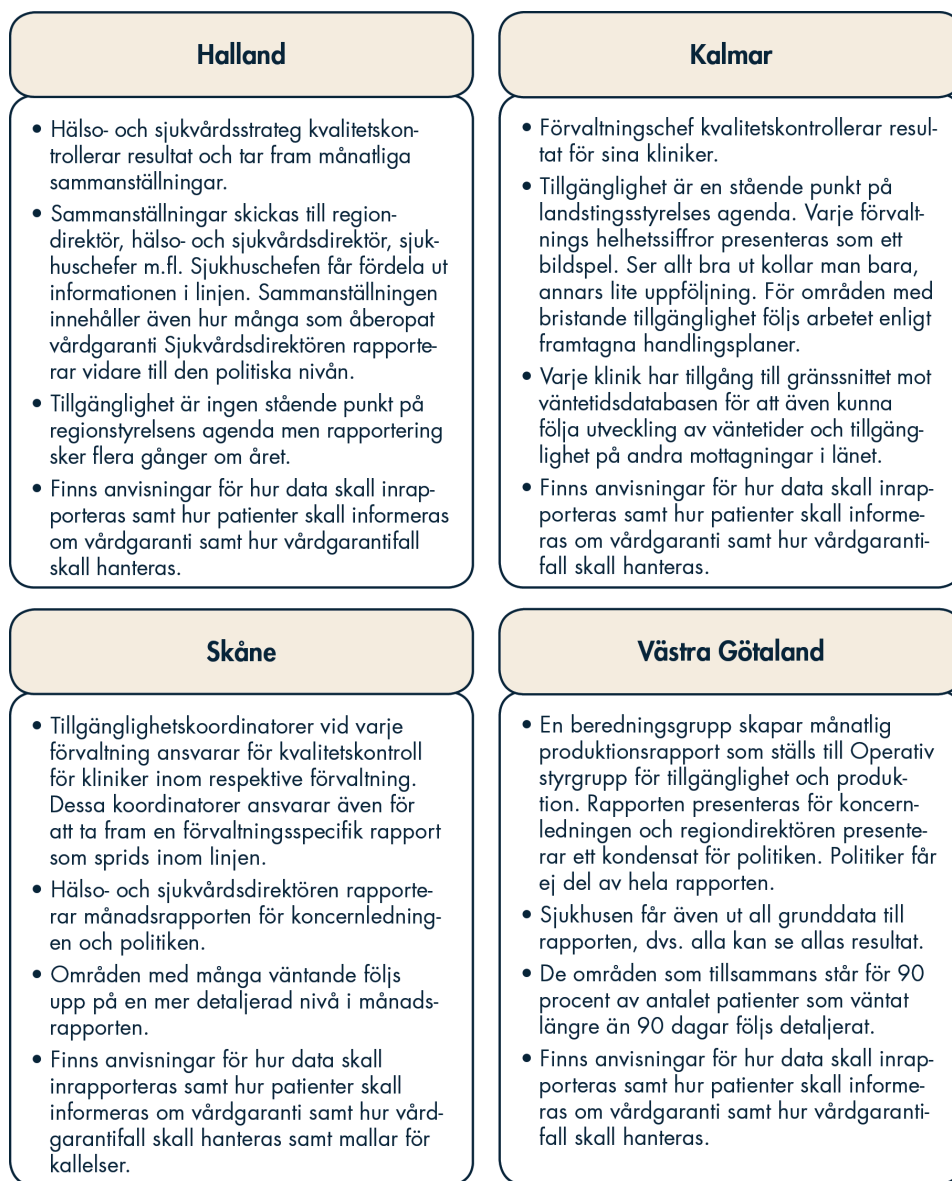 Halland
Hälso- och sjukvårdsstrateg kvalitetskon-
trollerar resultat och tar fram månatliga
sammanställningar.
Sammanställningar skickas till region-
direktör, hälso- och sjukvårdsdirektör, sjuk-
huschefer m.fl. Sjukhuschefen får fördela ut
informationen i linjen. Sammanställningen
innehåller även hur många som åberopat
vårdgaranti Sjukvårdsdirektören rapporte-
rar vidare till den politiska nivån.
Tillgänglighet är ingen stående punkt på
regionstyrelsens agenda men rapportering
sker flera gånger om året.
Finns anvisningar för hur data skall inrap-
porteras samt hur patienter skall informeras
om vårdgaranti samt hur vårdgarantifall
skall hanteras.
Kalmar
Förvaltningschef kvalitetskontrollerar resul-
tat för sina kliniker.
Tillgänglighet är en stående punkt på
landstingsstyrelses agenda. Varje förvalt-
nings helhetssiffror presenteras som ett
bildspel. Ser allt bra ut kollar man bara,
annars lite uppföljning. För områden med
bristande tillgänglighet följs arbetet enligt
framtagna handlingsplaner.
Varje klinik har tillgång till gränssnittet mot
väntetidsdatabasen för att även kunna
följa utveckling av väntetider och tillgäng-
lighet på andra mottagningar i länet.
Finns anvisningar för hur data skall inrap-
porteras samt hur patienter skall informe-
ras om vårdgaranti samt hur vårdgaranti-
fall skall hanteras.
Skåne
Tillgänglighetskoordinatorer vid varje
förvaltning ansvarar för kvalitetskontroll
för kliniker inom respektive förvaltning.
Dessa koordinatorer ansvarar även för
att ta fram en förvaltningsspecifik rapport
som sprids inom linjen.
Hälso- och sjukvårdsdirektören rapporte-
rar månadsrapporten för koncernledning-
en och politiken.
Områden med många väntande följs
upp på en mer detaljerad nivå i månads-
rapporten.
Finns anvisningar för hur data skall
inrapporteras samt hur patienter skall
informeras om vårdgaranti samt hur vård-
garantifall skall hanteras samt mallar för
kallelser.
Västra Götaland
En beredningsgrupp skapar månatlig
produktionsrapport som ställs till Operativ
styrgrupp för tillgänglighet och produk-
tion. Rapporten presenteras för koncern-
ledningen och regiondirektören presente-
rar ett kondensat för politiken. Politiker får
ej del av hela rapporten.
Sjukhusen får även ut all grunddata till
rapporten, dvs. alla kan se allas resultat.
De områden som tillsammans står för 90
procent av antalet patienter som väntat
längre än 90 dagar följs detaljerat.
Finns anvisningar för hur data skall inrap-
porteras samt hur patienter skall informe-
ras om vårdgaranti samt hur vårdgaranti-
fall skall hanteras.